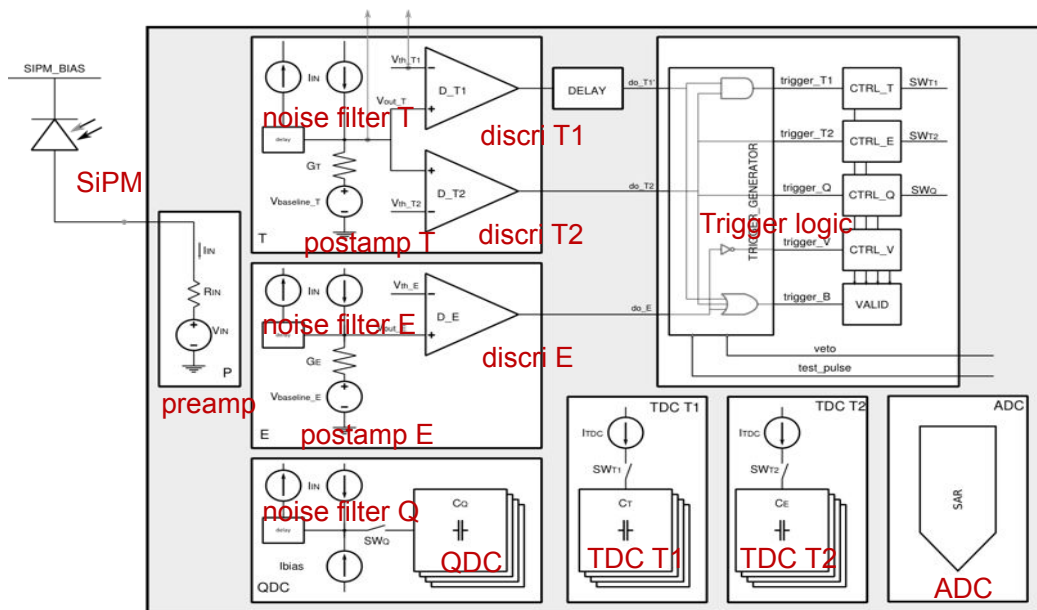 SIPM_BIAS
SiPM
IIN
RIN
VIN
P
preamp
IIN
noise filter T
delay
Vout_T
GT
Vbaseline_T
T
postamp T
Vth_T1
D_T1
discri T1
D_T2
Vth_T2
discri T2
DELAY
do_T1'
do_T2
IIN
noise filter E
GE
Vbaseline_E
E
postamp E
Vth_E
D_E
discri E
do_E
TRIGGER_GENERATOR
Trigger logic
trigger_T1
CTRL_T
SWT1
trigger_T2
CTRL_E
SWT2
trigger_Q
CTRL_Q
SWQ
trigger_V
CTRL_V
trigger_B
VALID
veto
test_pulse
IIN
noise filter Q
delay
SWQ
CQ
QDC
Ibias
QDC
TDC T1
ITDC
SWT1
CT
TDC T1
TDC T2
ITDC
SWT2
CE
TDC T2
ADC
SAR
ADC